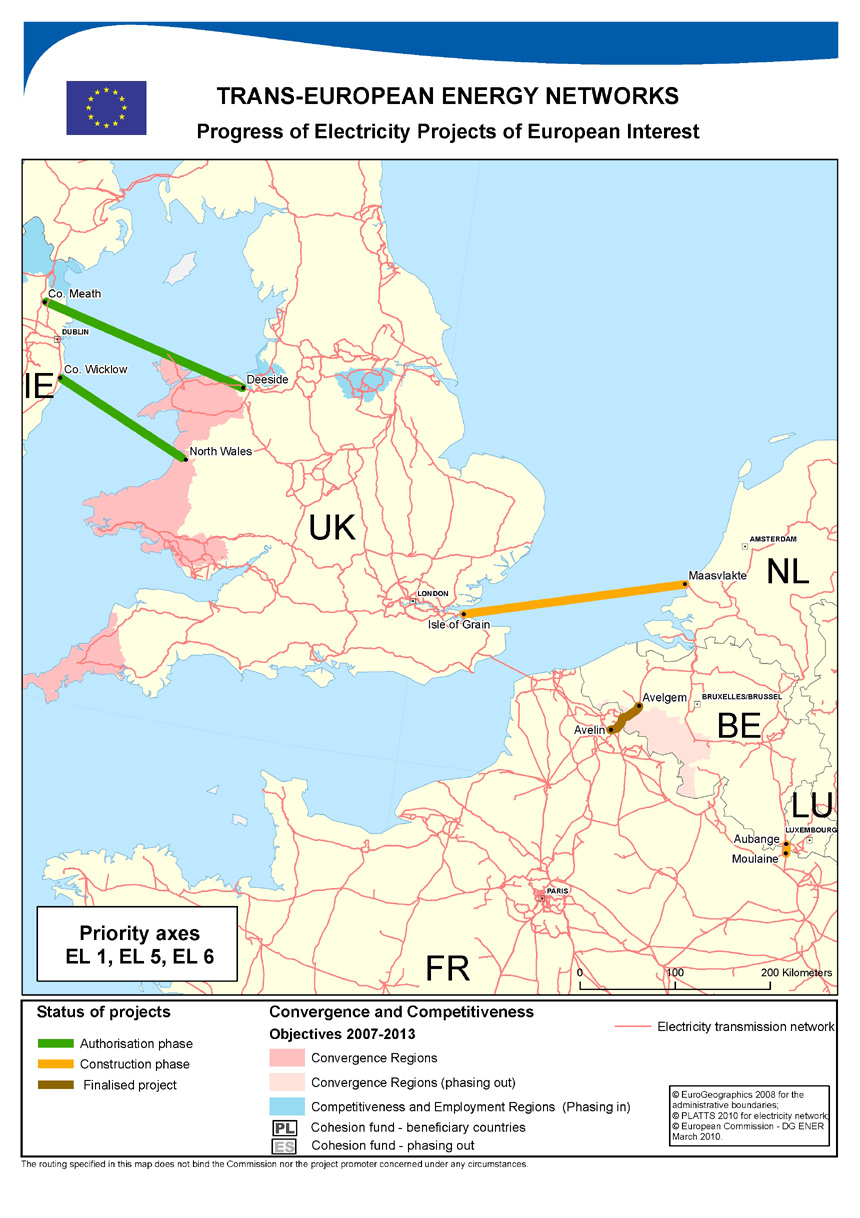 TRANS-EUROPEAN ENERGY NETWORKS
Progress of Electricity Projects of European Interest
Co. Meath
DUBLIN
Co. Wicklow
IE
Deeside
North Wales
UK
AMSTERDAM
Maasvlakte
NL
LONDON
Isle of Grain
Avelgem
BRUXELLES/BRUSSEL
Avelin
BE
LU
LUXEMBOURG
Aubange
Moulaine
PARIS
Priority axes
EL 1, EL 5, EL 6
FR
0 100 200 Kilometers
Status of projects
Authorisation phase
Construction phase
Finalised project
Convergence and Competitiveness
Objectives 2007-2013
Convergence Regions
Convergence Regions (phasing out)
Competitiveness and Employment Regions (Phasing in)
PL Cohesion fund - beneficiary countries
ES Cohesion fund - phasing out
Electricity transmission network
© EuroGeographics 2008 for the
administrative boundaries;
© PLATTS 2010 for electricity network;
© European Commission - DG ENER
March 2010.
The routing specified in this map does not bind the Commission nor the project promoter concerned under any circumstances.